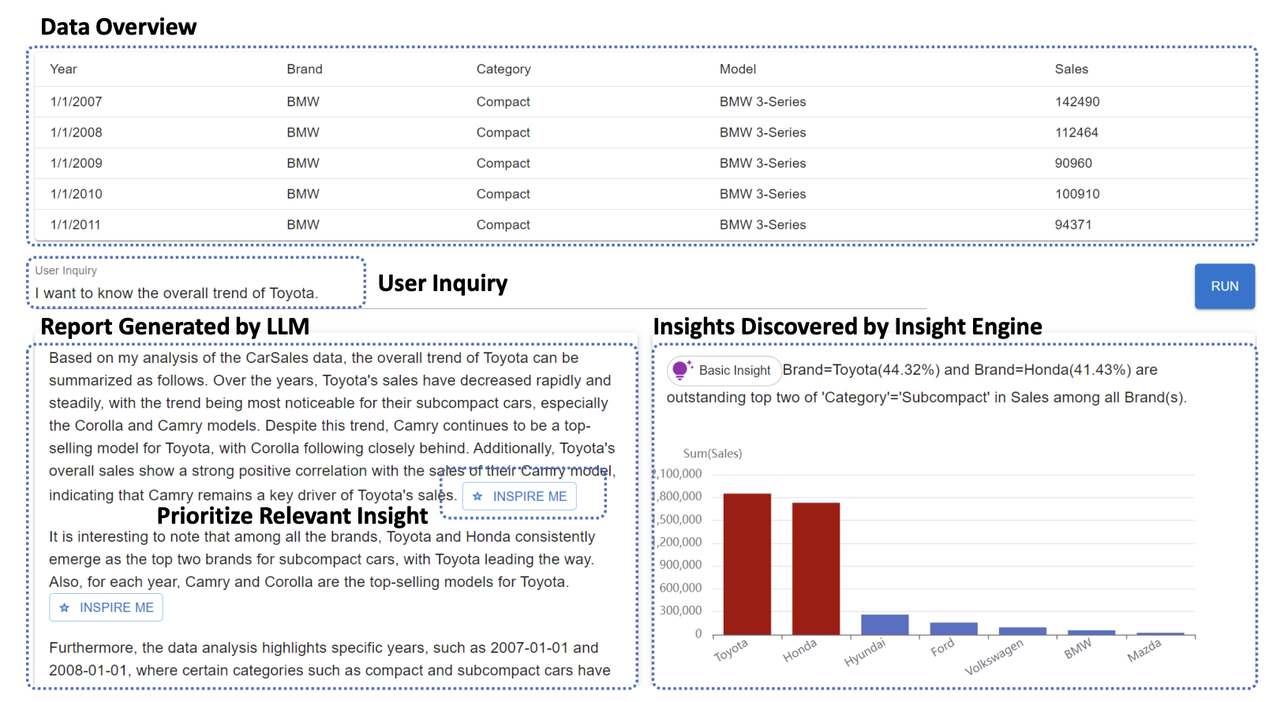 Data Overview
Year Brand Category Model Sales
1/1/2007 BMW Compact BMW 3-Series 142490
1/1/2008 BMW Compact BMW 3-Series 112464
1/1/2009 BMW Compact BMW 3-Series 90960
1/1/2010 BMW Compact BMW 3-Series 100910
1/1/2011 BMW Compact BMW 3-Series 94371
User Inquiry
I want to know the overall trend of Toyota.
User Inquiry
RUN
Report Generated by LLM
Based on my analysis of the CarSales data, the overall trend of Toyota can be
summarized as follows. Over the years, Toyota's sales have decreased rapidly and
steadily, with the trend being most noticeable for their subcompact cars, especially
the Corolla and Camry models. Despite this trend, Camry continues to be a top-
selling model for Toyota, with Corolla following closely behind. Additionally, Toyota's
overall sales show a strong positive correlation with the sales of their Camry model,
indicating that Camry remains a key driver of Toyota's sales. INSPIRE ME
Prioritize Relevant Insight
It is interesting to note that among all the brands, Toyota and Honda consistently
emerge as the top two brands for subcompact cars, with Toyota leading the way.
Also, for each year, Camry and Corolla are the top-selling models for Toyota.
INSPIRE ME
Furthermore, the data analysis highlights specific years, such as 2007-01-01 and
2008-01-01, where certain categories such as compact and subcompact cars have
Insights Discovered by Insight Engine
Basic Insight Brand=Toyota(44.32%) and Brand=Honda(41.43%) are
outstanding top two of 'Category'='Subcompact' in Sales among all Brand(s).
Sum(Sales)
,100,000
,800,000
,500,000
,200,000
900,000
600,000
300,000
0
Toyota Honda Hyundai Ford Volkswagen BMW Mazda